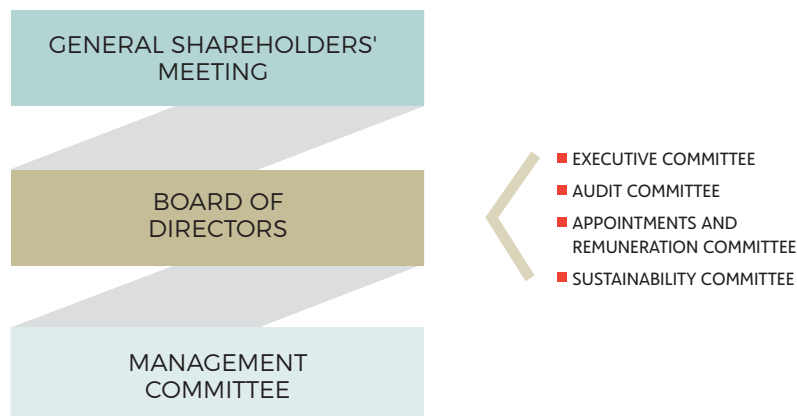 GENERAL SHAREHOLDERS'
MEETING
BOARD OF
DIRECTORS
EXECUTIVE COMMITTEE
AUDIT COMMITTEE
APPOINTMENTS AND
REMUNERATION COMMITTEE
SUSTAINABILITY COMMITTEE
MANAGEMENT
COMMITTEE